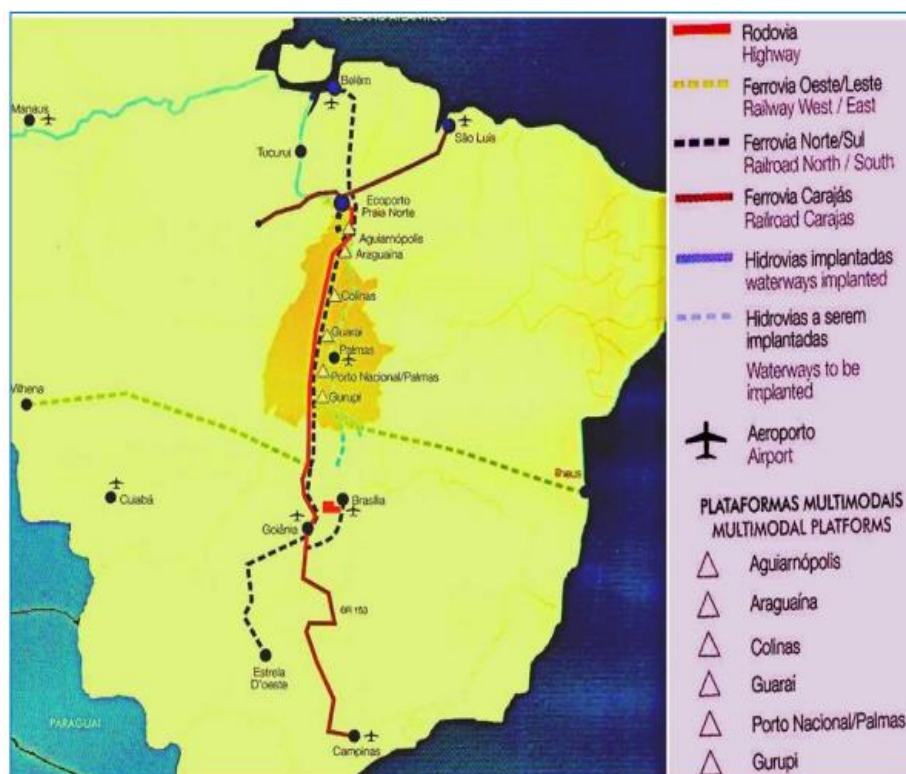 OCEANO ATLÂNTICO
Belém
Manaus
São Luís
Tucuruí
Ecoporto
Praia Norte
Aguiarnópolis
Araguaína
Colinas
Guaraí
Palmas
Porto Nacional/Palmas
Gurupi
Vilhena
Ilhéus
Cuiabá
Brasília
Goiânia
BR 153
Estrela
D'oeste
PARAGUAI
Campinas
Rodovia
Highway
Ferrovia Oeste/Leste
Railway West / East
Ferrovia Norte/Sul
Railroad North / South
Ferrovia Carajás
Railroad Carajas
Hidrovias implantadas
waterways implanted
Hidrovias a serem
implantadas
Waterways to be
implanted
Aeroporto
Airport
PLATAFORMAS MULTIMODAIS
MULTIMODAL PLATFORMS
Aguiarnópolis
Araguaína
Colinas
Guaraí
Porto Nacional/Palmas
Gurupi